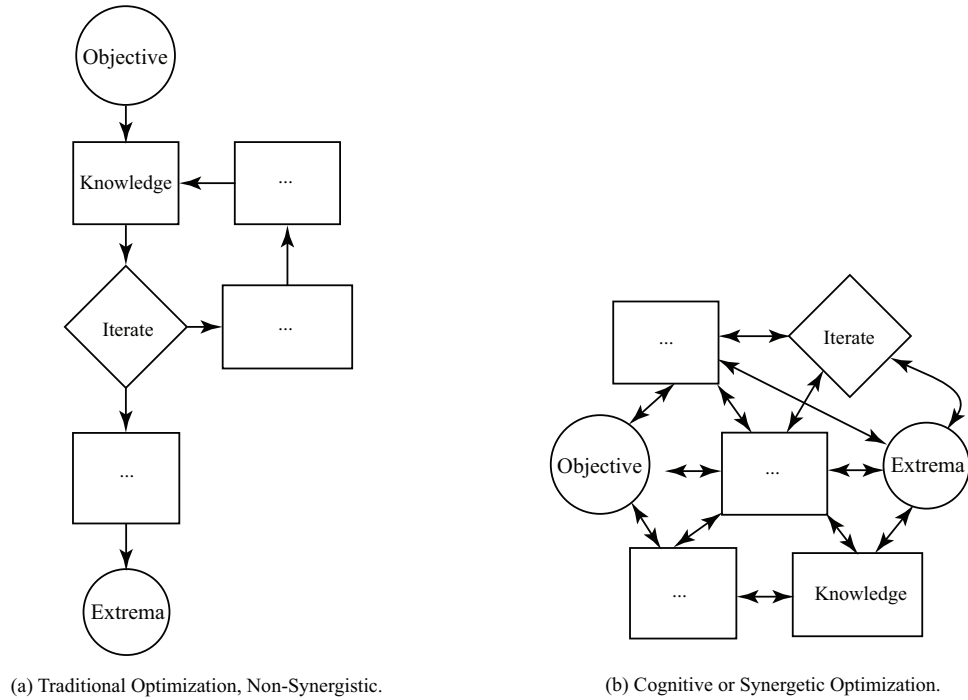 Objective
Knowledge
...
Iterate
...
...
Extrema
(a) Traditional Optimization, Non-Synergistic.
...
Iterate
Objective
...
Extrema
...
Knowledge
(b) Cognitive or Synergetic Optimization.